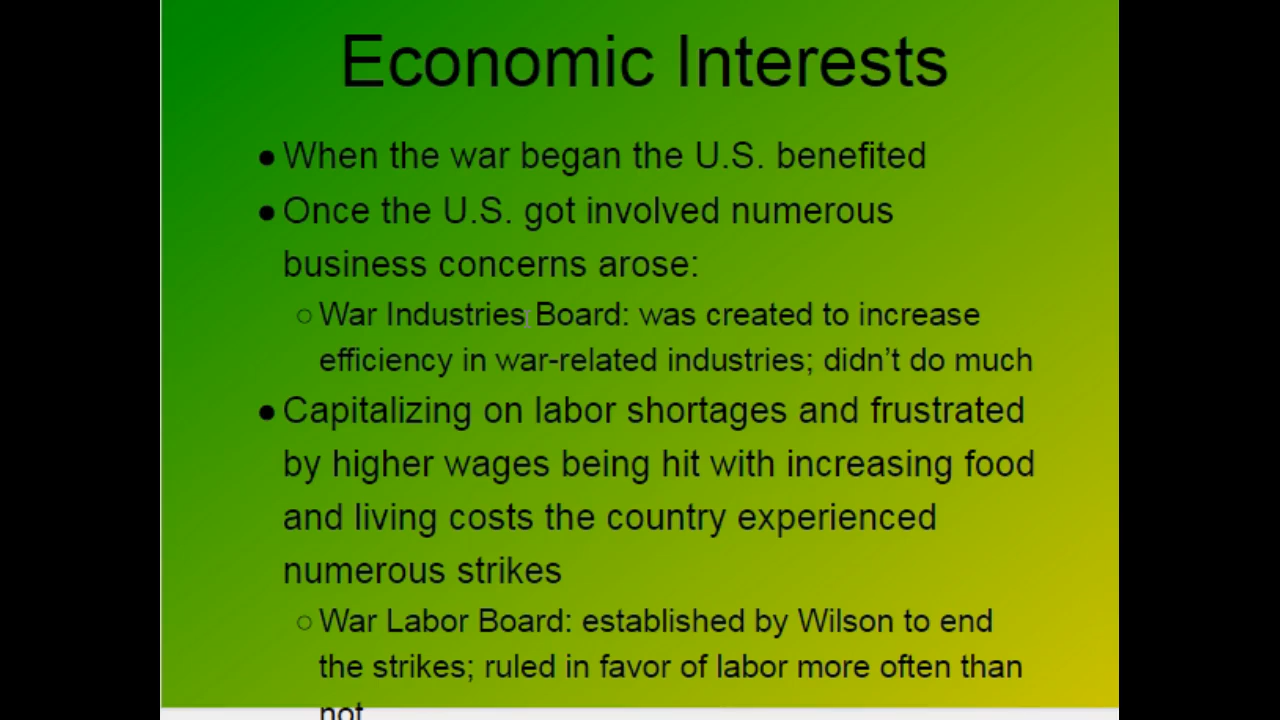 Economic Interests
● When the war began the U.S. benefited
● Once the U.S. got involved numerous
business concerns arose:
○ War Industries Board: was created to increase
efficiency in war-related industries; didn’t do much
● Capitalizing on labor shortages and frustrated
by higher wages being hit with increasing food
and living costs the country experienced
numerous strikes
○ War Labor Board: established by Wilson to end
the strikes; ruled in favor of labor more often than
not